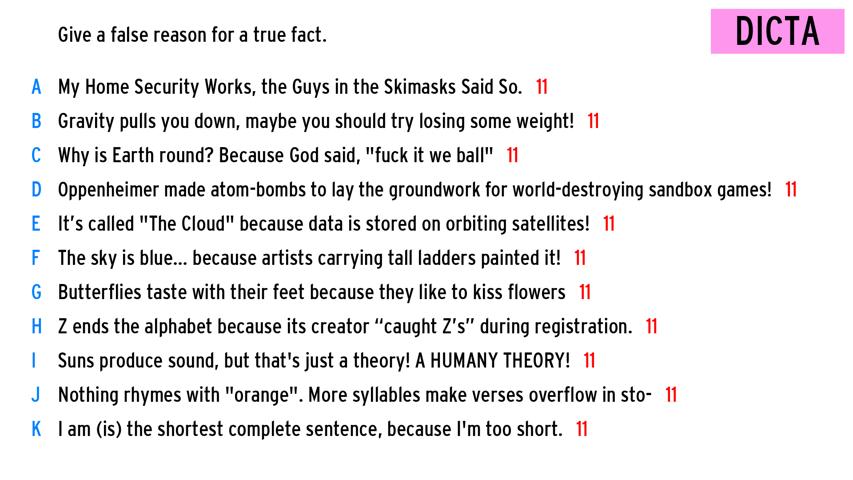 Give a false reason for a true fact.
DICTA
A My Home Security Works, the Guys in the Skimasks Said So. 11
B Gravity pulls you down, maybe you should try losing some weight! 11
C Why is Earth round? Because God said, "fuck it we ball" 11
D Oppenheimer made atom-bombs to lay the groundwork for world-destroying sandbox games! 11
E It’s called "The Cloud" because data is stored on orbiting satellites! 11
F The sky is blue... because artists carrying tall ladders painted it! 11
G Butterflies taste with their feet because they like to kiss flowers 11
H Z ends the alphabet because its creator “caught Z’s” during registration. 11
I Suns produce sound, but that's just a theory! A HUMANY THEORY! 11
J Nothing rhymes with "orange". More syllables make verses overflow in sto- 11
K I am (is) the shortest complete sentence, because I'm too short. 11